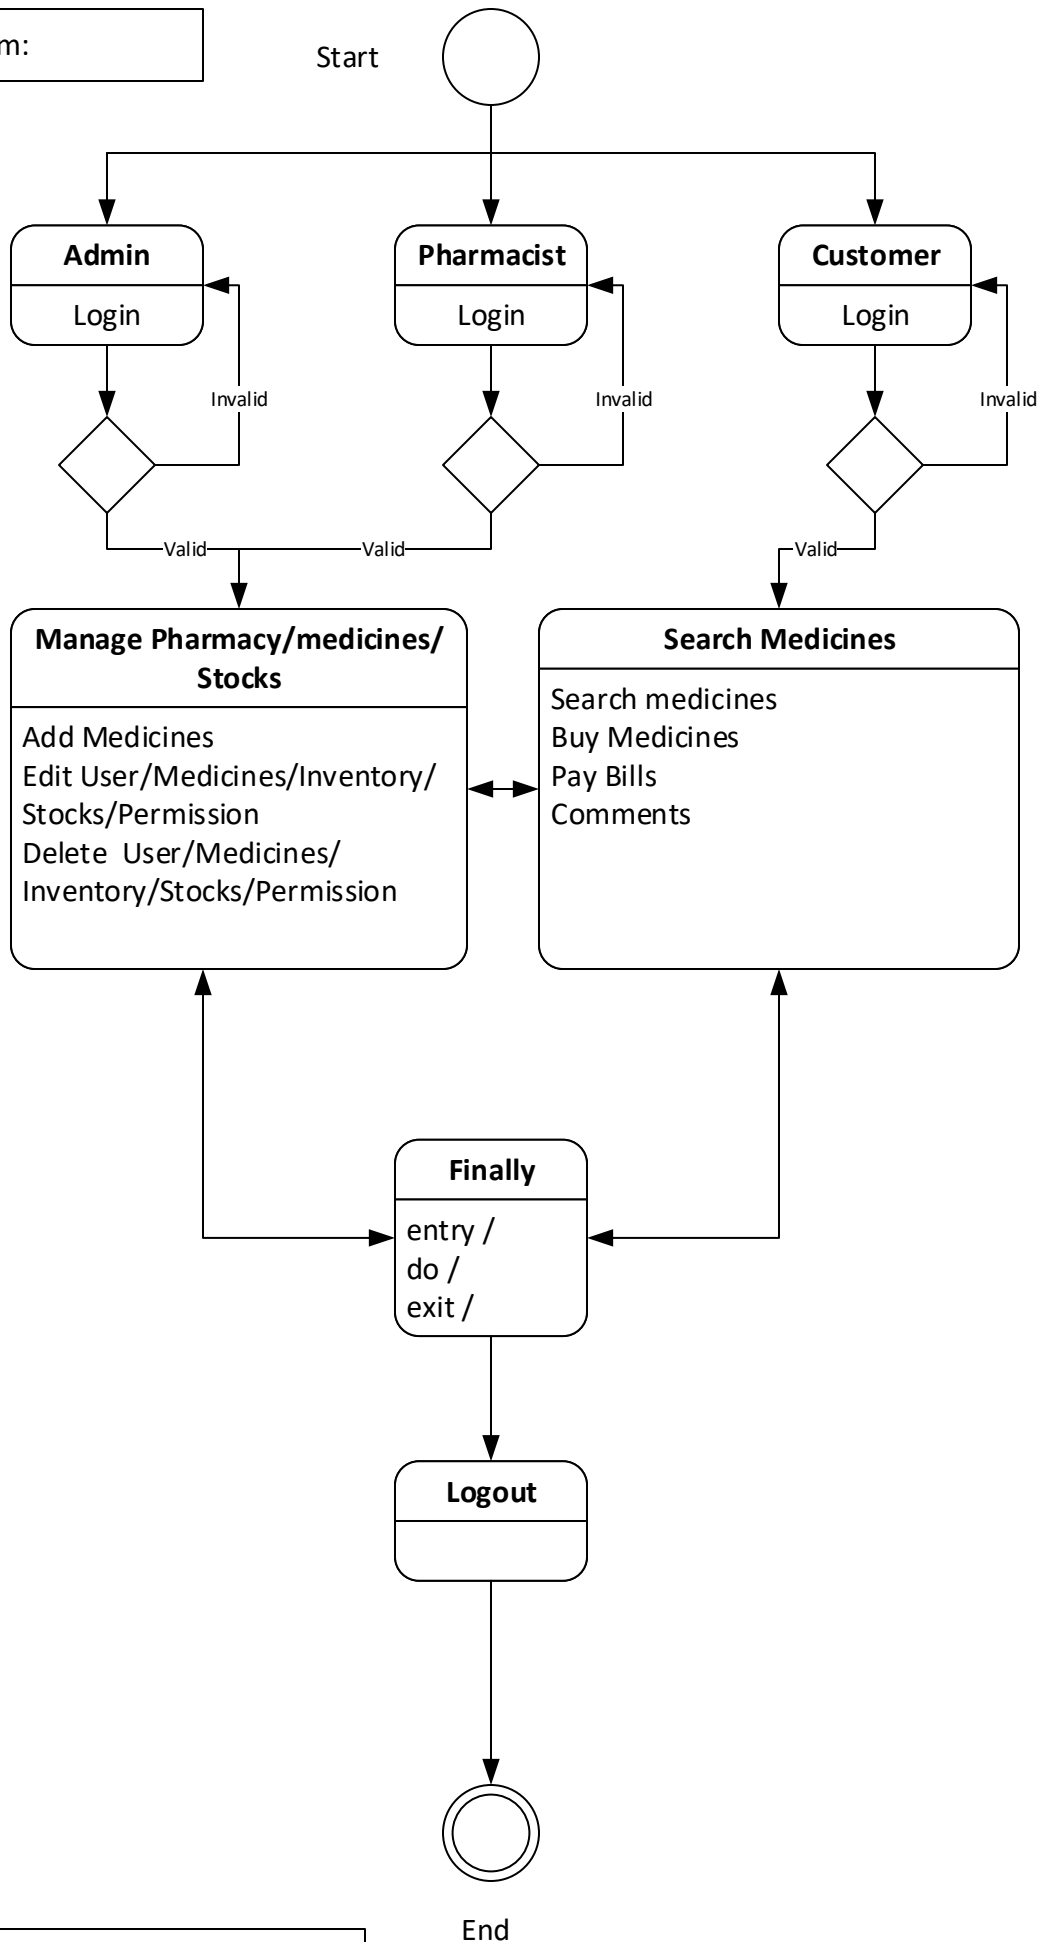 m:
Start
Admin
Login
Pharmacist
Login
Customer
Login
Invalid
Invalid
Invalid
Valid
Valid
Valid
Manage Pharmacy/medicines/
Stocks
Add Medicines
Edit User/Medicines/Inventory/
Stocks/Permission
Delete  User/Medicines/
Inventory/Stocks/Permission
Search Medicines
Search medicines
Buy Medicines
Pay Bills
Comments
Finally
entry /
do /
exit /
Logout
End